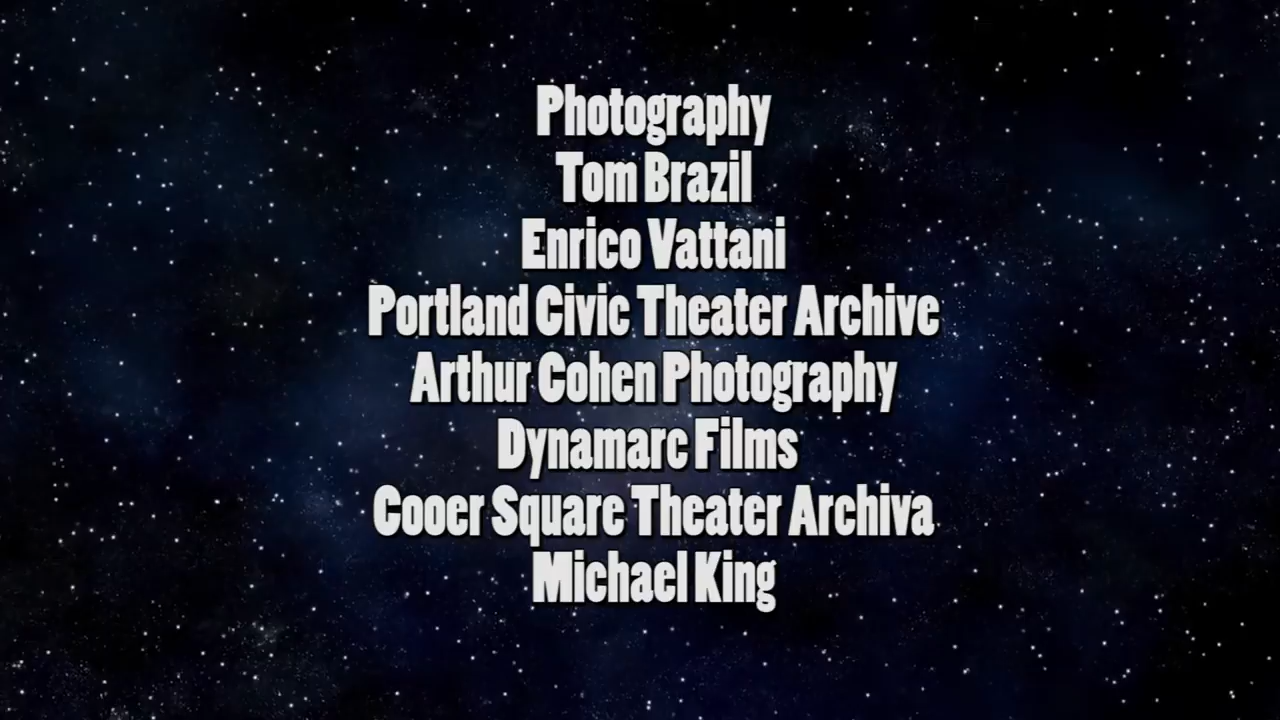 Photography
Tom Brazil
Enrico Vattani
Portland Civic Theater Archive
Arthur Cohen Photography
Dynamarc Films
Cooer Square Theater Archiva
Michael King